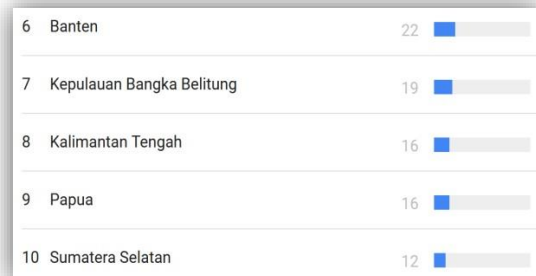 6 Banten 22
7 Kepulauan Bangka Belitung 19
8 Kalimantan Tengah 16
9 Papua 16
10 Sumatera Selatan 12